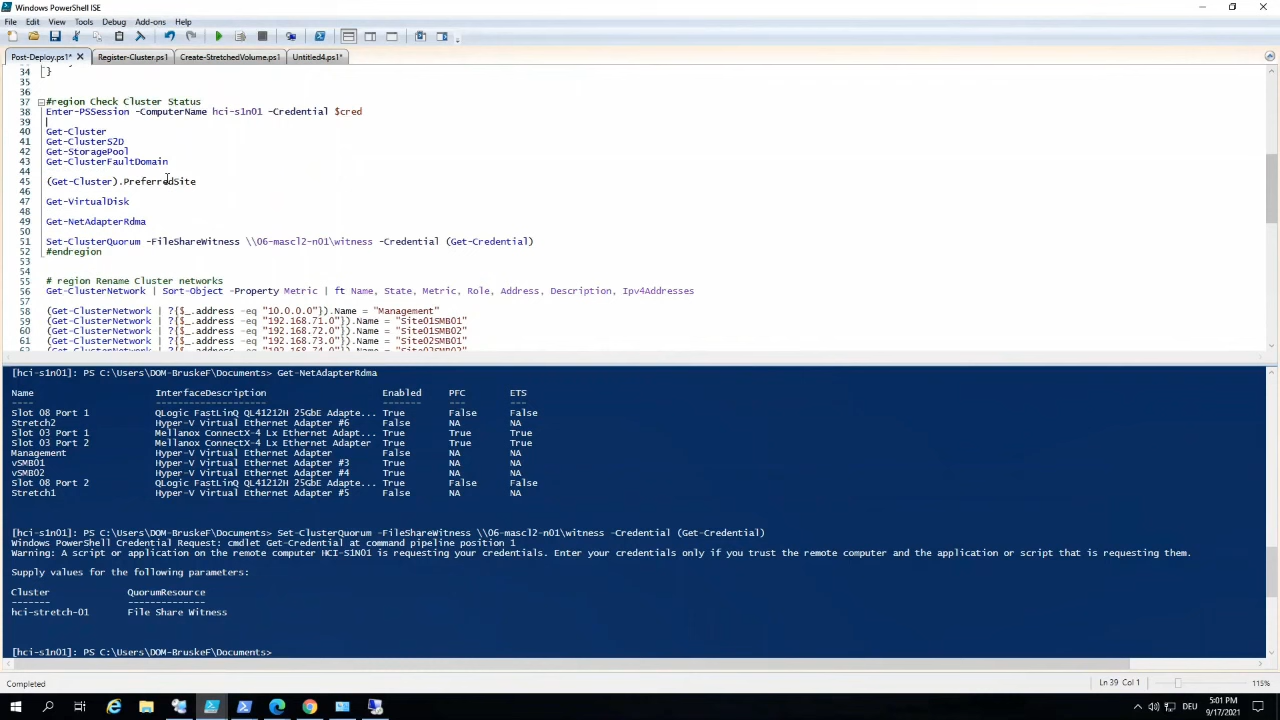 Windows PowerShell ISE
File Edit View Tools Debug Add-ons Help
Post-Deploy.ps1* Register-Cluster.ps1 Create-StretchedVolume.ps1 Untitled4.ps1*
34 }
35
36
37 #region Check Cluster Status
38 Enter-PSSession -ComputerName hci-s1n01 -Credential $cred
39
40 Get-Cluster
41 Get-ClusterS2D
42 Get-StoragePool
43 Get-ClusterFaultDomain
44
45 (Get-Cluster).PreferredSite
46
47 Get-VirtualDisk
48
49 Get-NetAdapterRdma
50
51 Set-ClusterQuorum -FileShareWitness \\06-mascl2-n01\witness -Credential (Get-Credential)
52 #endregion
53
54
55 # region Rename Cluster networks
56 Get-ClusterNetwork | Sort-Object -Property Metric | ft Name, State, Metric, Role, Address, Description, Ipv4Addresses
57
58 (Get-ClusterNetwork | ?{$_.address -eq "10.0.0.0"}).Name = "Management"
59 (Get-ClusterNetwork | ?{$_.address -eq "192.168.71.0"}).Name = "Site01SMB01"
60 (Get-ClusterNetwork | ?{$_.address -eq "192.168.72.0"}).Name = "Site01SMB02"
61 (Get-ClusterNetwork | ?{$_.address -eq "192.168.73.0"}).Name = "Site02SMB01"
62 (Get-ClusterNetwork | ?{$_.address -eq "192.168.74.0"}).Name = "Site02SMB02"
[hci-s1n01]: PS C:\Users\DOM-BruskeF\Documents> Get-NetAdapterRdma
Name InterfaceDescription Enabled PFC ETS
---- -------------------- ------- --- ---
Slot 08 Port 1 QLogic FastLinQ QL41212H 25GbE Adapte... True False False
Stretch2 Hyper-V Virtual Ethernet Adapter #6 False NA NA
Slot 03 Port 1 Mellanox ConnectX-4 Lx Ethernet Adapt... True True True
Slot 03 Port 2 Mellanox ConnectX-4 Lx Ethernet Adapter True True True
Management Hyper-V Virtual Ethernet Adapter False NA NA
vSMB01 Hyper-V Virtual Ethernet Adapter #3 True NA NA
vSMB02 Hyper-V Virtual Ethernet Adapter #4 True NA NA
Slot 08 Port 2 QLogic FastLinQ QL41212H 25GbE Adapte... True False False
Stretch1 Hyper-V Virtual Ethernet Adapter #5 False NA NA
[hci-s1n01]: PS C:\Users\DOM-BruskeF\Documents> Set-ClusterQuorum -FileShareWitness \\06-mascl2-n01\witness -Credential (Get-Credential)
Windows PowerShell Credential Request: cmdlet Get-Credential at command pipeline position 1
Warning: A script or application on the remote computer HCI-S1N01 is requesting your credentials. Enter your credentials only if you trust the remote computer and the application or script that is requesting them.
Supply values for the following parameters:
Cluster QuorumResource
------- --------------
hci-stretch-01 File Share Witness
[hci-s1n01]: PS C:\Users\DOM-BruskeF\Documents>
Completed Ln 39 Col 1 115%
DEU 5:01 PM
9/17/2021